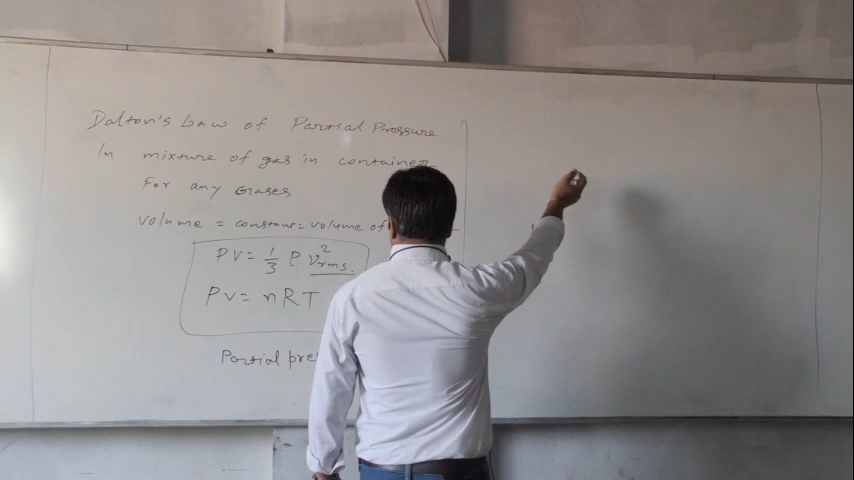 Dalton's Law of Partial Pressure
In mixture of gas in container
For any Gases
Volume = constant = volume of
PV = 1/3 ρ v²rms.
PV = nRT
Partial pre